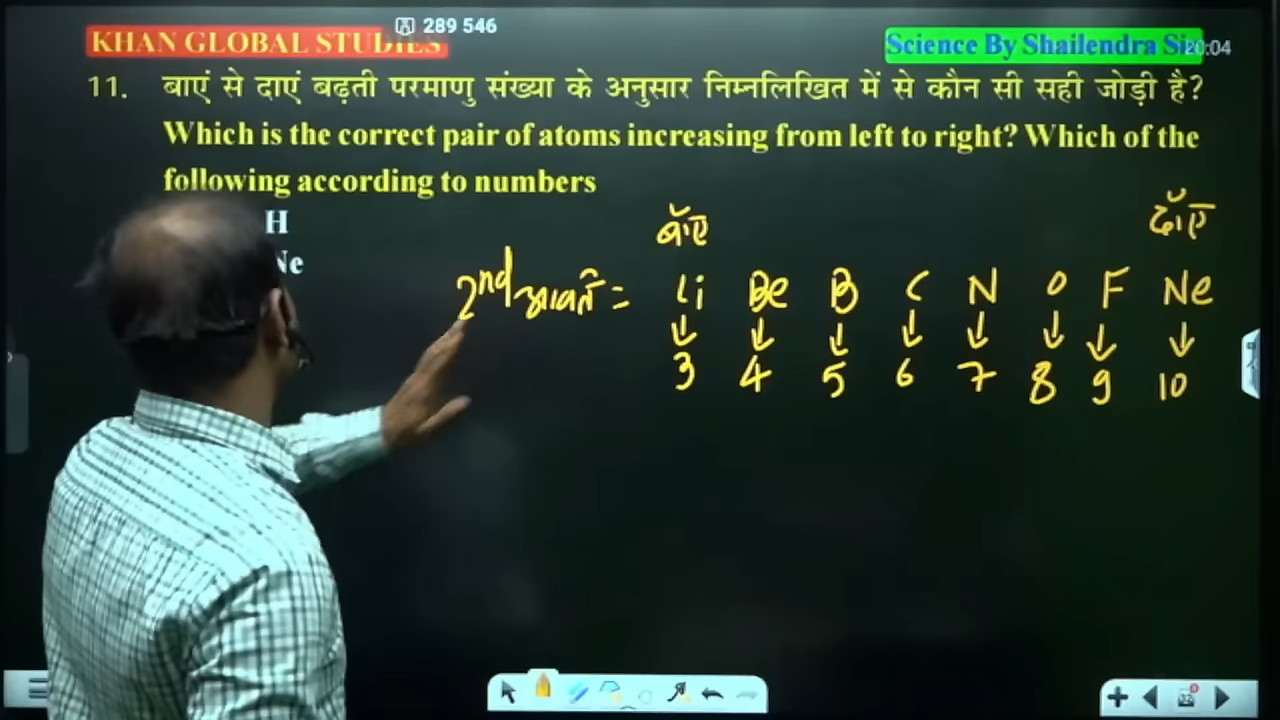 289 546
KHAN GLOBAL STUDIES
Science By Shailendra Sir
20:04
11. बाएं से दाएं बढ़ती परमाणु संख्या के अनुसार निम्नलिखित में से कौन सी सही जोड़ी है?
Which is the correct pair of atoms increasing from left to right? Which of the
following according to numbers
H
Ne
बाँए दाँए
2nd आवर्त = Li Be B C N O F Ne
3 4 5 6 7 8 9 10